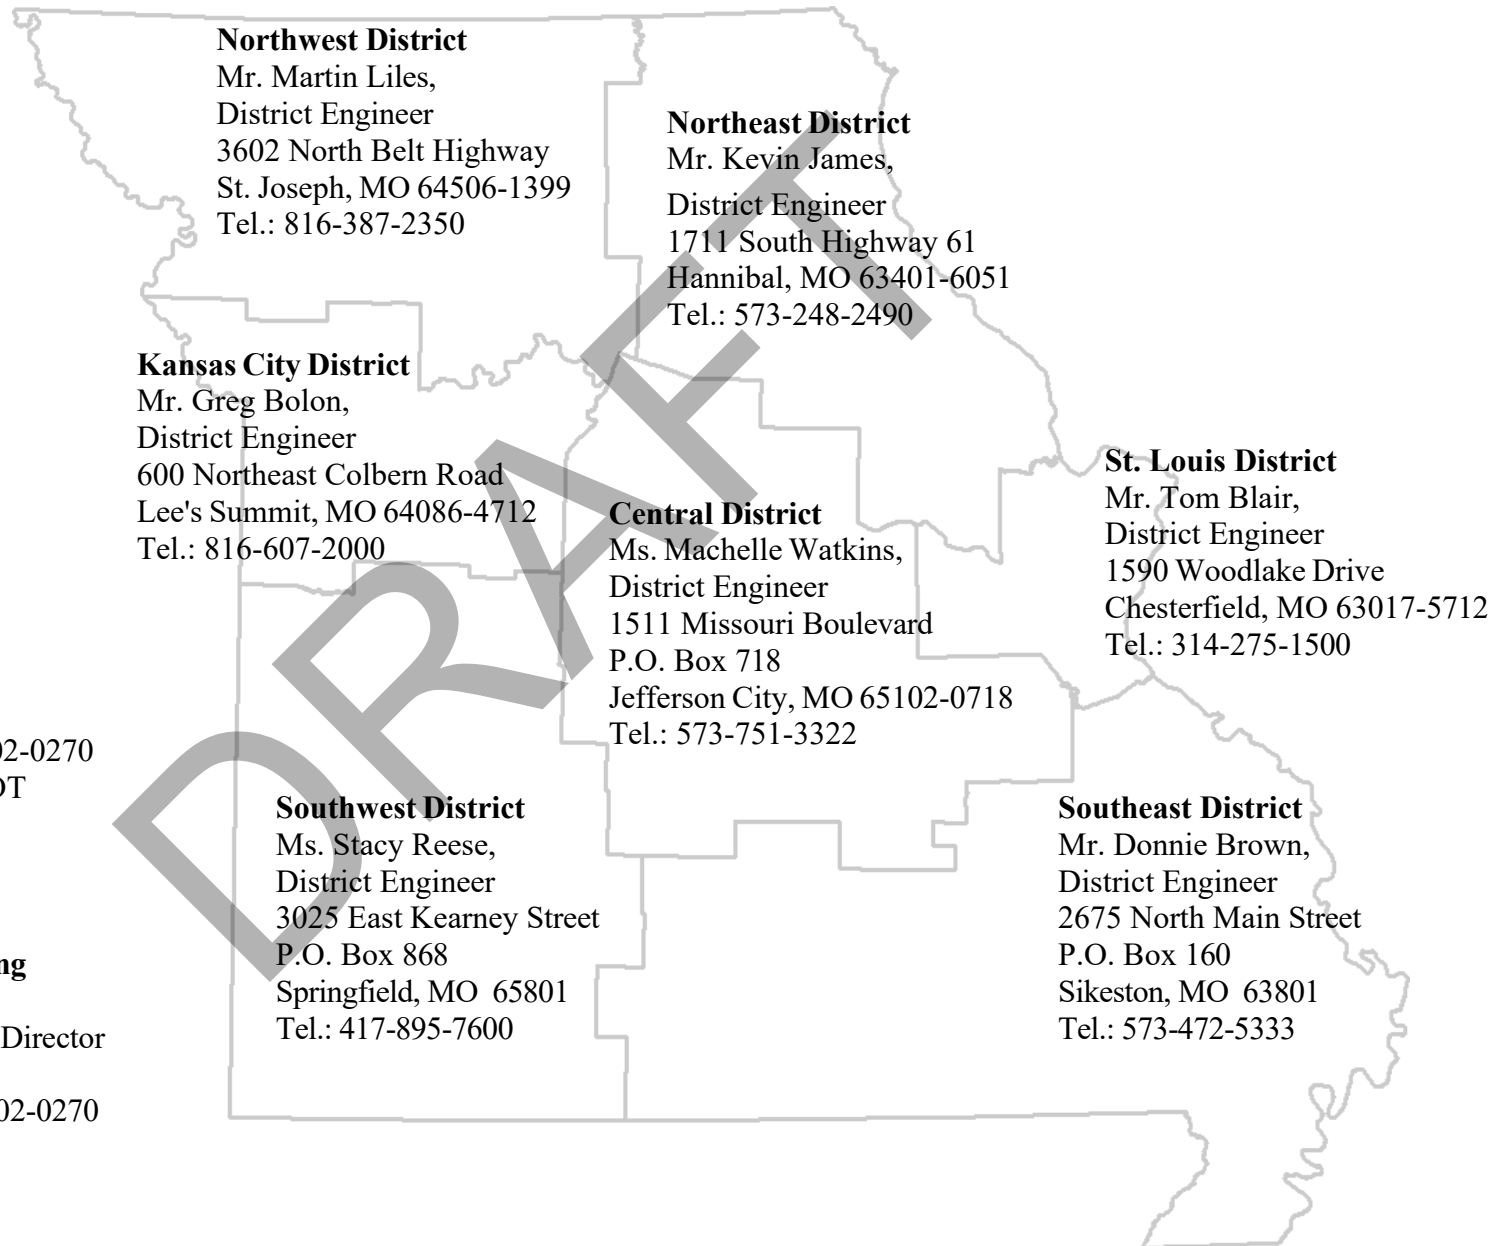 Northwest District
Mr. Martin Liles,
District Engineer
3602 North Belt Highway
St. Joseph, MO 64506-1399
Tel.: 816-387-2350
Northeast District
Mr. Kevin James,
District Engineer
1711 South Highway 61
Hannibal, MO 63401-6051
Tel.: 573-248-2490
Kansas City District
Mr. Greg Bolon,
District Engineer
600 Northeast Colbern Road
Lee's Summit, MO 64086-4712
Tel.: 816-607-2000
St. Louis District
Mr. Tom Blair,
District Engineer
1590 Woodlake Drive
Chesterfield, MO 63017-5712
Tel.: 314-275-1500
Central District
Ms. Machelle Watkins,
District Engineer
1511 Missouri Boulevard
P.O. Box 718
Jefferson City, MO 65102-0718
Tel.: 573-751-3322
Southwest District
Ms. Stacy Reese,
District Engineer
3025 East Kearney Street
P.O. Box 868
Springfield, MO  65801
Tel.: 417-895-7600
Southeast District
Mr. Donnie Brown,
District Engineer
2675 North Main Street
P.O. Box 160
Sikeston, MO  63801
Tel.: 573-472-5333
02-0270
OT
ng
Director
02-0270
DRAFT